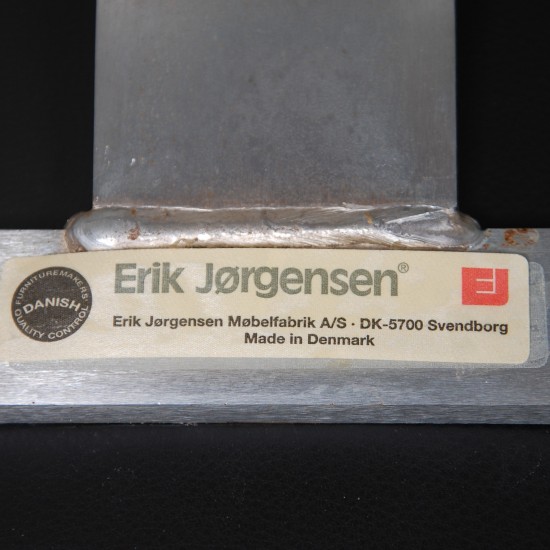 FURNITUREMAKERS'
DANISH
QUALITY CONTROL
Erik Jørgensen®
EJ
Erik Jørgensen Møbelfabrik A/S · DK-5700 Svendborg
Made in Denmark